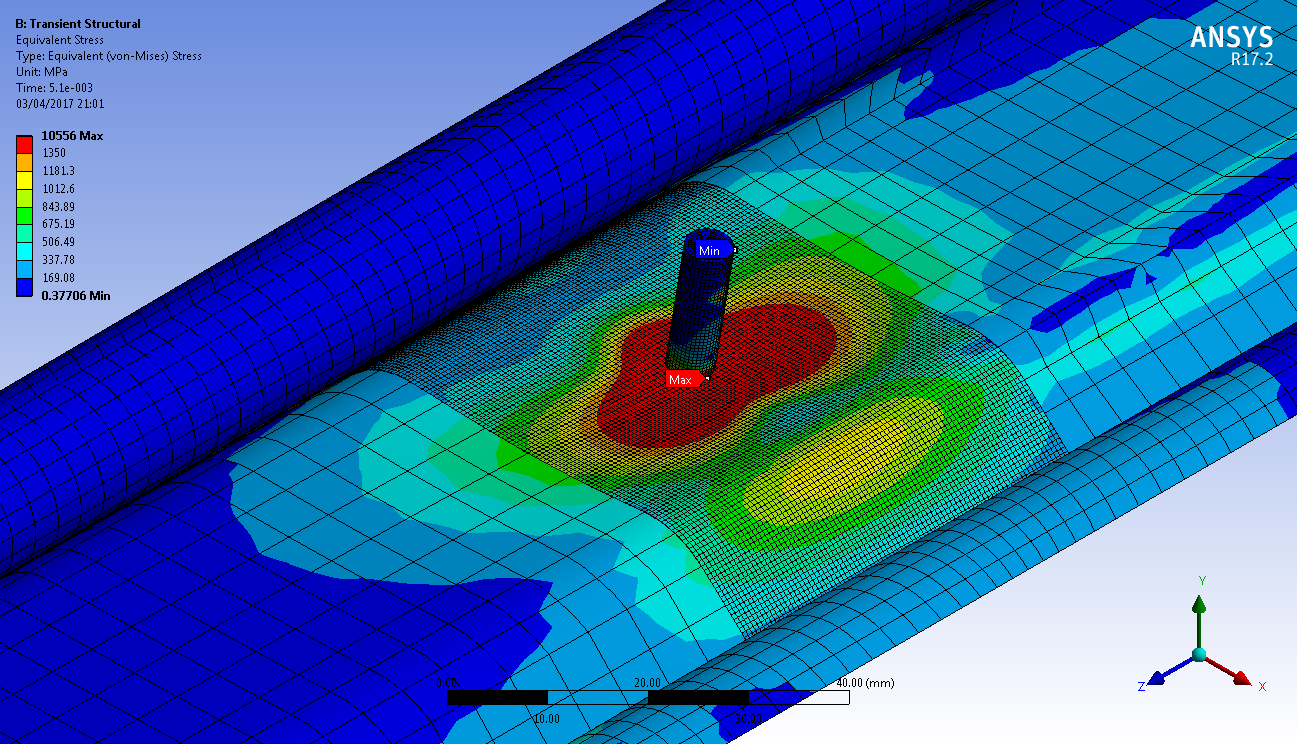 B: Transient Structural
Equivalent Stress
Type: Equivalent (von-Mises) Stress
Unit: MPa
Time: 5.1e-003
03/04/2017 21:01
ANSYS
R17.2
10556 Max
1350
1181.3
1012.6
843.89
675.19
506.49
337.78
169.08
0.37706 Min
Min
Max
0.00
20.00
40.00 (mm)
10.00
30.00
Y
Z
X